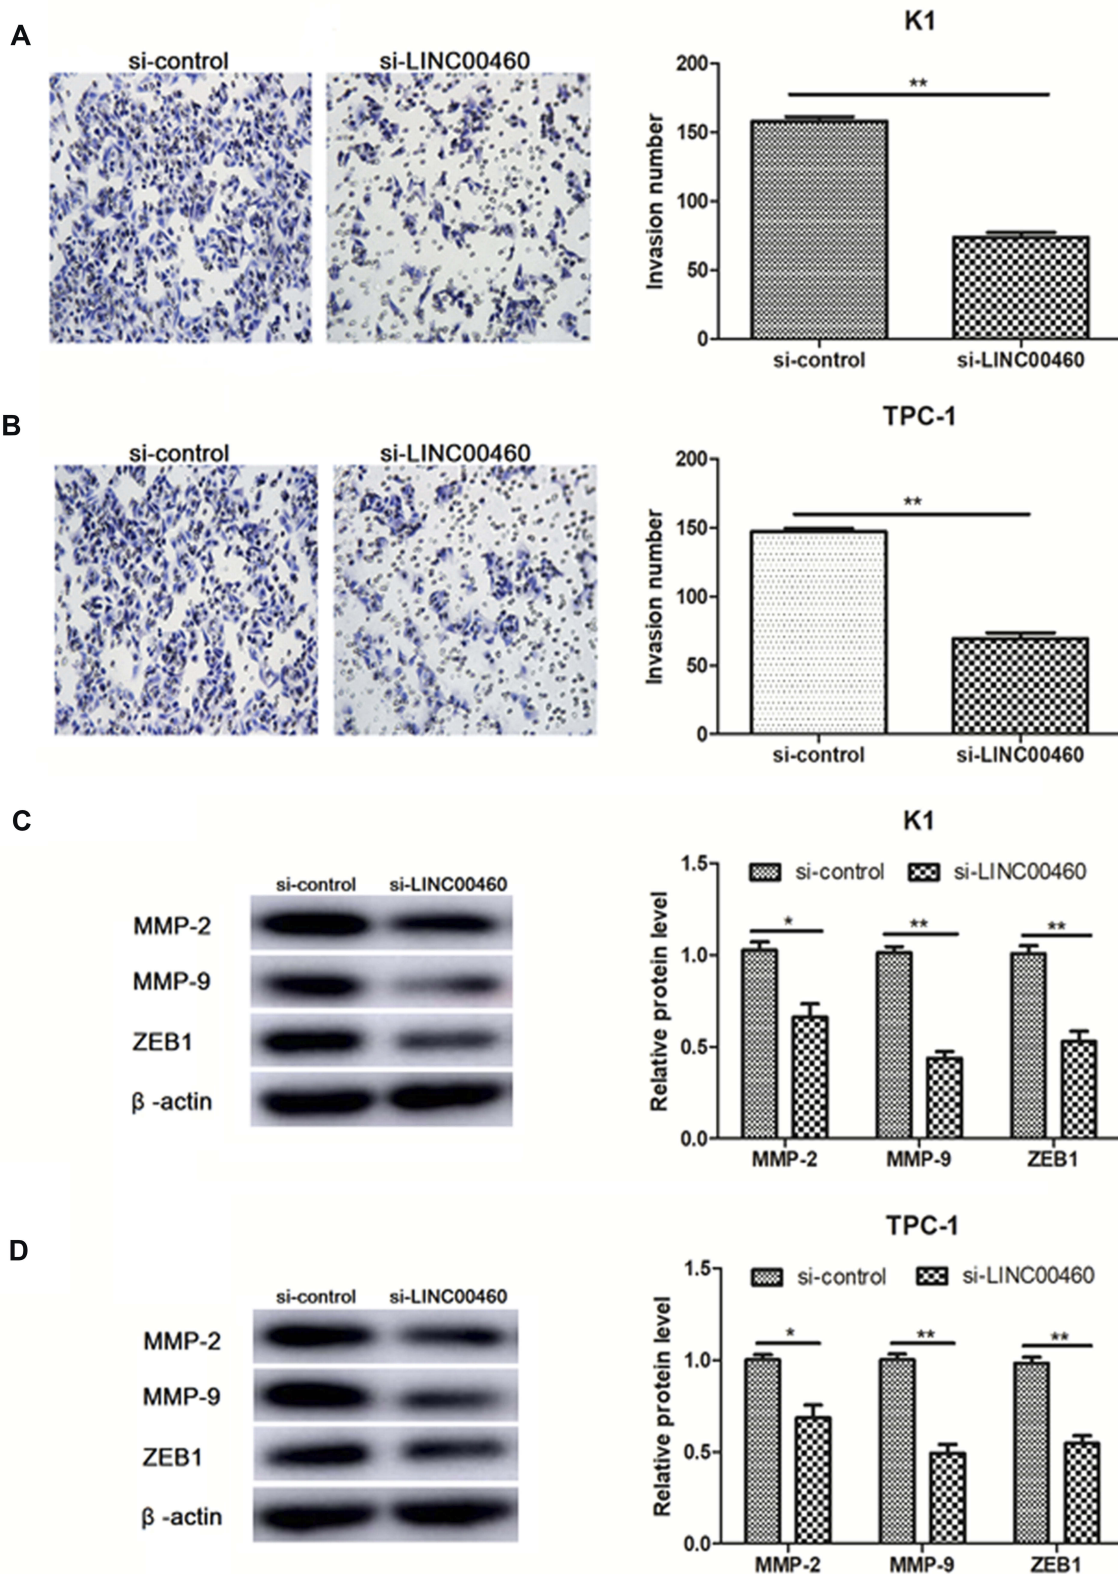 A
si-control si-LINC00460
K1
Invasion number
200
150
100
50
0
**
si-control si-LINC00460
B
si-control si-LINC00460
TPC-1
Invasion number
200
150
100
50
0
**
si-control si-LINC00460
C
si-control si-LINC00460
MMP-2
MMP-9
ZEB1
β -actin
K1
si-control si-LINC00460
Relative protein level
1.5
1.0
0.5
0.0
* ** **
MMP-2 MMP-9 ZEB1
D
si-control si-LINC00460
MMP-2
MMP-9
ZEB1
β -actin
TPC-1
si-control si-LINC00460
Relative protein level
1.5
1.0
0.5
0.0
* ** **
MMP-2 MMP-9 ZEB1